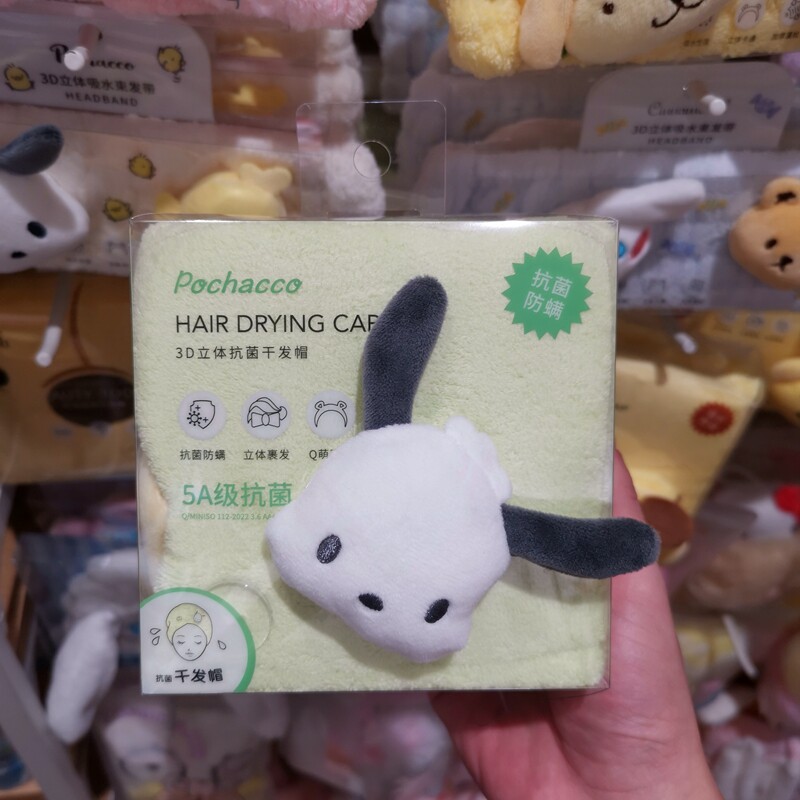 3D立体吸水束发带
HEADBAND
3D立体吸水束发带
HEADBAND
Pochacco
抗菌
防螨
HAIR DRYING CAP
3D立体抗菌干发帽
抗菌防螨
立体裹发
Q萌
5A级抗菌
抗菌 干发帽